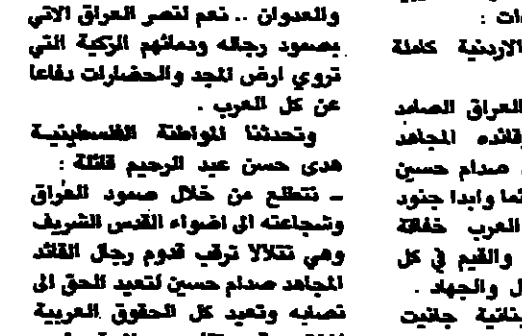 والعدوان .. نعم لنصر العراق الاتي
بصمود رجاله ودمائهم الزكية التي
تروي ارض المجد والحضارات دفاعا
عن كل العرب .
وتحدثنا المواطنة الفلسطينية
هدى حسن عبد الرحيم قائلة :
ـ نتطلع من خلال صمود العراق
وشجاعته الى اضواء القدس الشريف
وهي تتلالا ترقب قدوم رجال القائد
المجاهد صدام حسين لتعيد الحق الى
نصابه وتعيد كل الحقوق العربية
ات :
الاردنية كاملة
العراق الصامد
وقائده المجاهد
صدام حسين
ئما وابدا جنود
العرب خفاقة
والقيم في كل
ل والجهاد .
جانيت